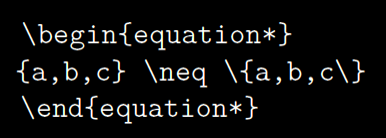 \begin{equation*}
{a,b,c} \neq \{a,b,c\}
\end{equation*}